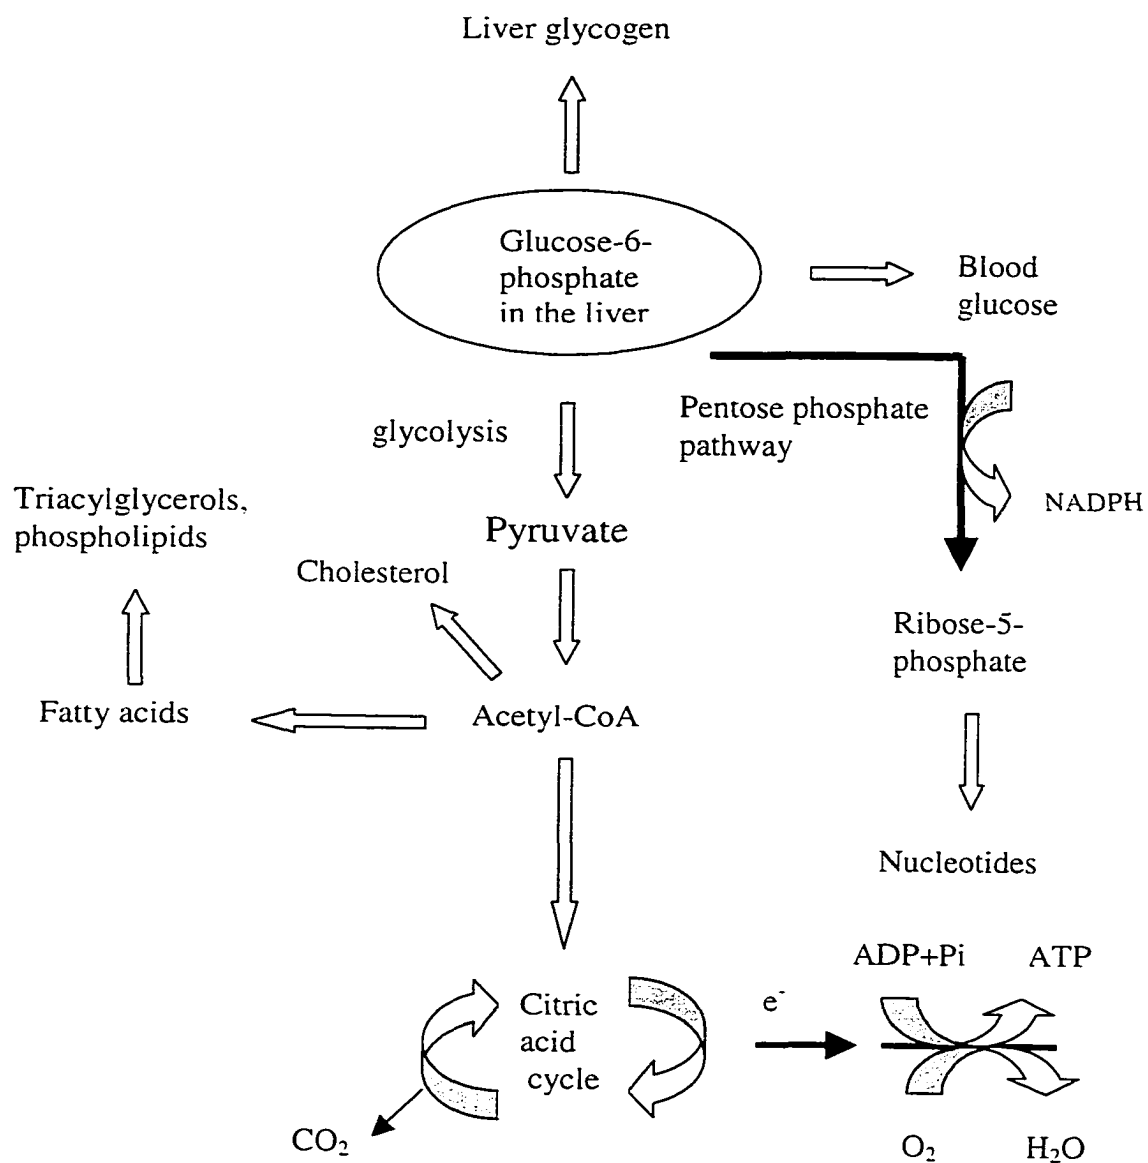 Liver glycogen
Glucose-6-
phosphate
in the liver
Blood
glucose
glycolysis
Pentose phosphate
pathway
NADPH
Triacylglycerols,
phospholipids
Pyruvate
Cholesterol
Ribose-5-
phosphate
Fatty acids
Acetyl-CoA
Nucleotides
ADP+Pi
ATP
Citric
acid
cycle
e⁻
CO₂
O₂
H₂O